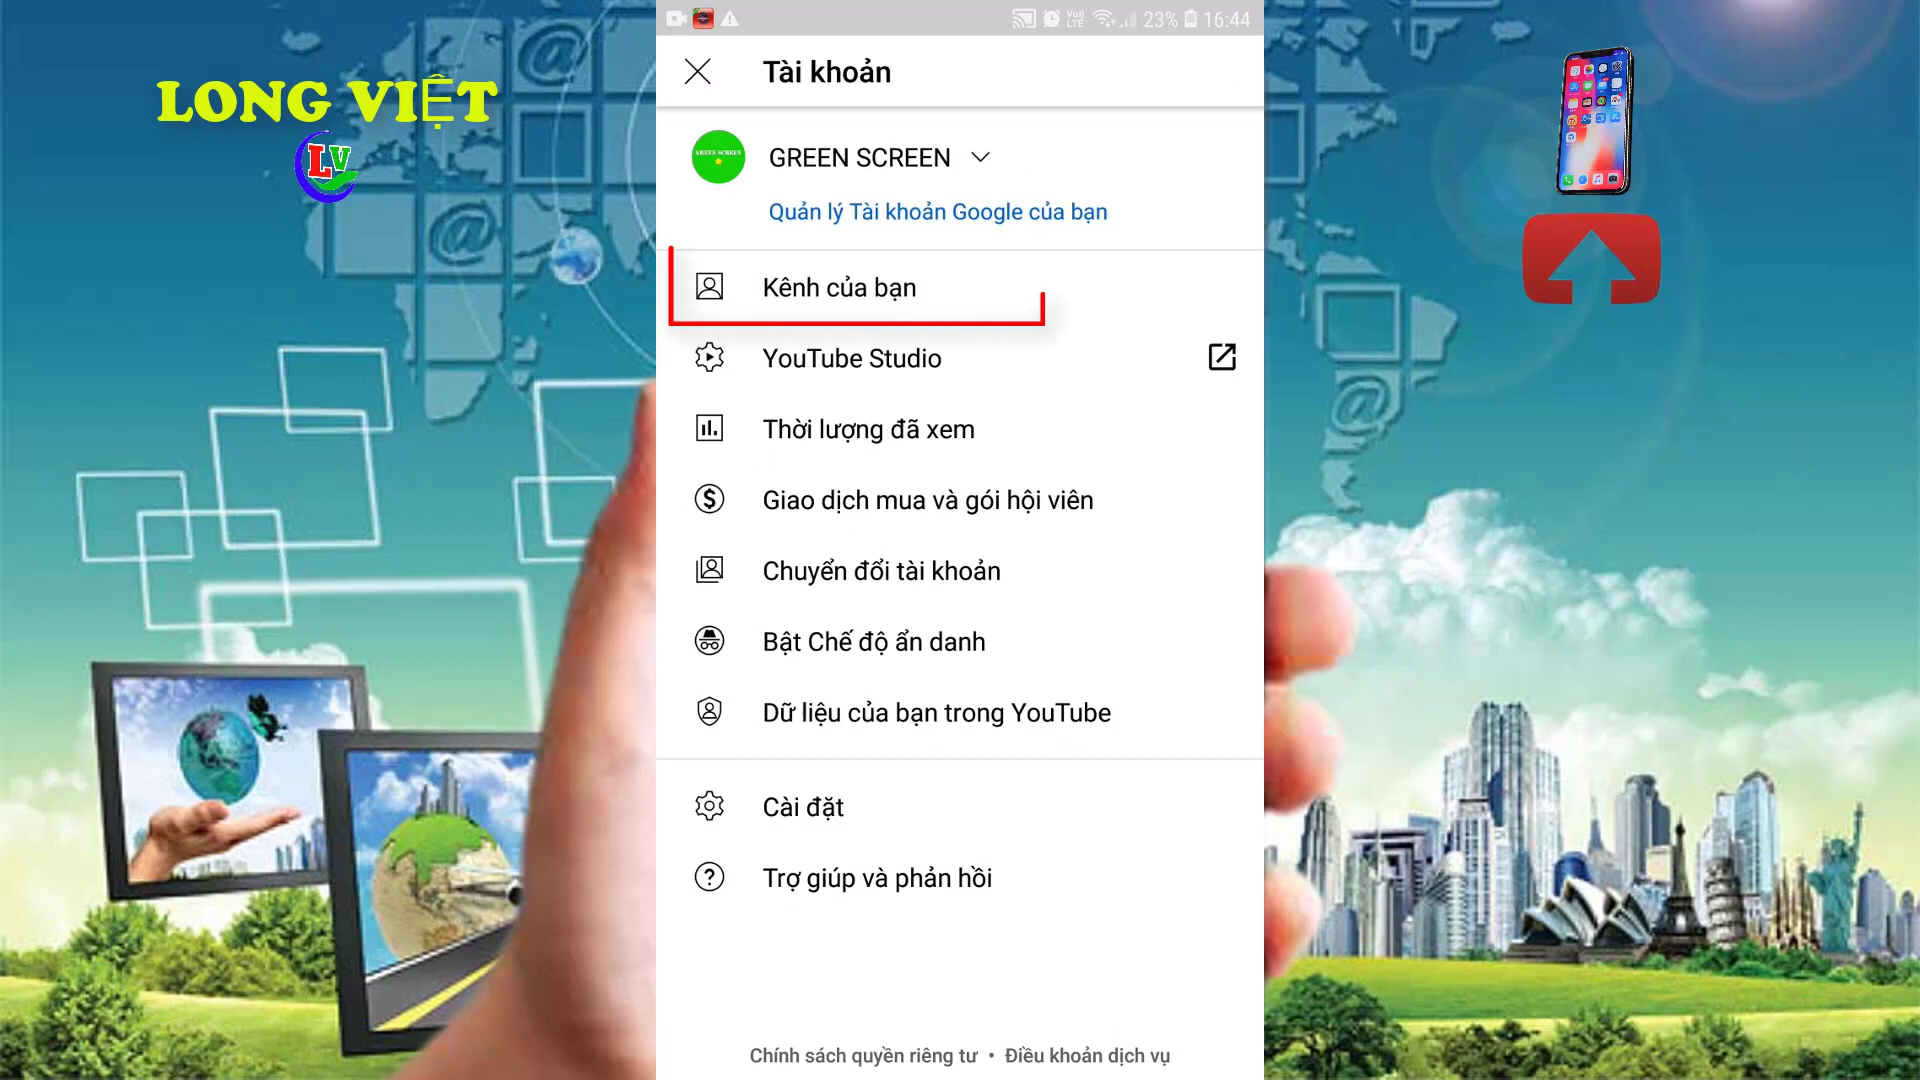 LONG VIỆT
LV
23% 16:44
Tài khoản
GREEN SCREEN
GREEN SCREEN
Quản lý Tài khoản Google của bạn
Kênh của bạn
YouTube Studio
Thời lượng đã xem
Giao dịch mua và gói hội viên
Chuyển đổi tài khoản
Bật Chế độ ẩn danh
Dữ liệu của bạn trong YouTube
Cài đặt
Trợ giúp và phản hồi
Chính sách quyền riêng tư • Điều khoản dịch vụ